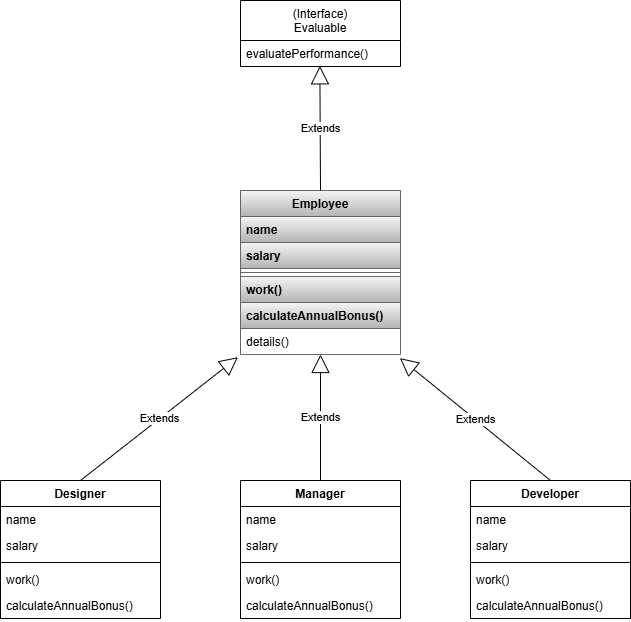 (Interface)
Evaluable
evaluatePerformance()
Extends
Employee
name
salary
work()
calculateAnnualBonus()
details()
Extends
Extends
Extends
Designer
name
salary
work()
calculateAnnualBonus()
Manager
name
salary
work()
calculateAnnualBonus()
Developer
name
salary
work()
calculateAnnualBonus()